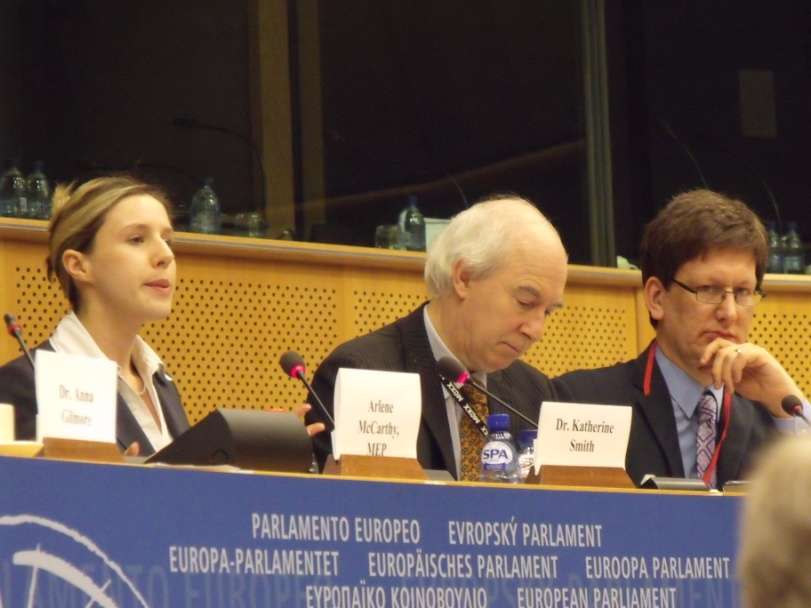 Dr. Anna
Gilmore
Arlene
McCarthy,
MEP
Dr. Katherine
Smith
SPA
PARLAMENTO EUROPEO EVROPSKÝ PARLAMENT
EUROPA-PARLAMENTET EUROPÄISCHES PARLAMENT EUROOPA PARLAMENT
ΕΥΡΩΠΑΪΚΟ ΚΟΙΝΟΒΟΥΛΙΟ EUROPEAN PARLIAMENT